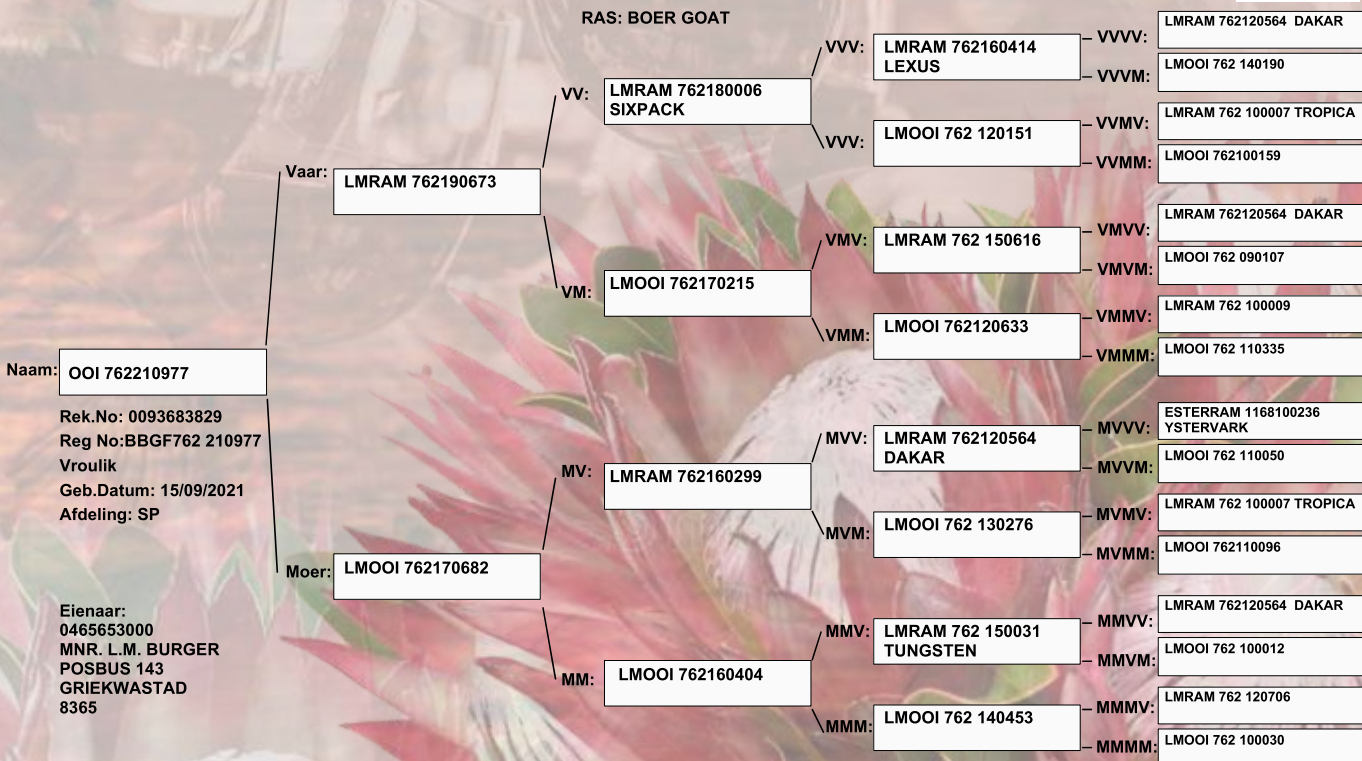 RAS: BOER GOAT
Naam:
OOI 762210977
Rek.No: 0093683829
Reg No:BBGF762 210977
Vroulik
Geb.Datum: 15/09/2021
Afdeling: SP
Eienaar:
0465653000
MNR. L.M. BURGER
POSBUS 143
GRIEKWASTAD
8365
Vaar:
LMRAM 762190673
Moer:
LMOOI 762170682
VV:
LMRAM 762180006
SIXPACK
VM:
LMOOI 762170215
MV:
LMRAM 762160299
MM:
LMOOI 762160404
VVV:
LMRAM 762160414
LEXUS
VVV:
LMOOI 762 120151
VMV:
LMRAM 762 150616
VMM:
LMOOI 762120633
MVV:
LMRAM 762120564
DAKAR
MVM:
LMOOI 762 130276
MMV:
LMRAM 762 150031
TUNGSTEN
MMM:
LMOOI 762 140453
VVVV:
LMRAM 762120564 DAKAR
VVVM:
LMOOI 762 140190
VVMV:
LMRAM 762 100007 TROPICA
VVMM:
LMOOI 762100159
VMVV:
LMRAM 762120564 DAKAR
VMVM:
LMOOI 762 090107
VMMV:
LMRAM 762 100009
VMMM:
LMOOI 762 110335
MVVV:
ESTERRAM 1168100236
YSTERVARK
MVVM:
LMOOI 762 110050
MVMV:
LMRAM 762 100007 TROPICA
MVMM:
LMOOI 762110096
MMVV:
LMRAM 762120564 DAKAR
MMVM:
LMOOI 762 100012
MMMV:
LMRAM 762 120706
MMMM:
LMOOI 762 100030